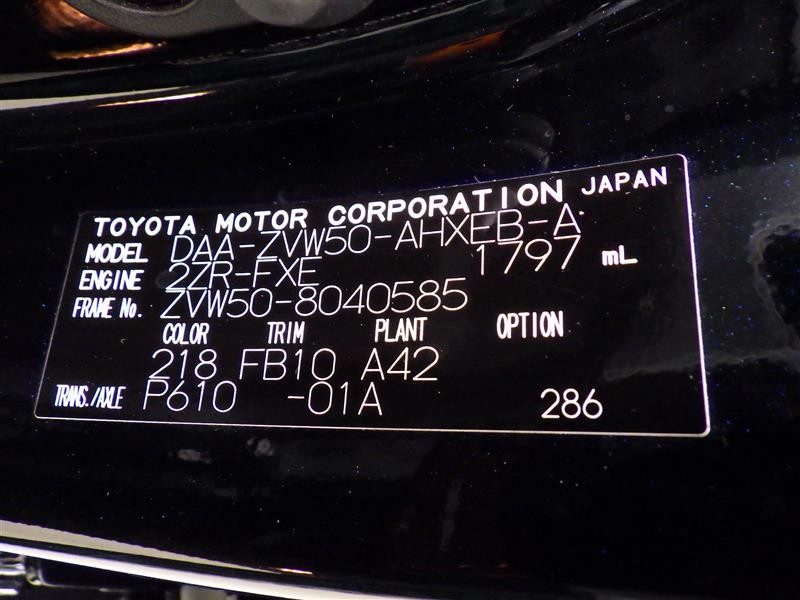 TOYOTA MOTOR CORPORATION JAPAN
MODEL DAA-ZVW50-AHXEB-A
ENGINE 2ZR-FXE 1797 mL
FRAME No. ZVW50-8040585
COLOR TRIM PLANT OPTION
218 FB10 A42
TRANS./AXLE P610 -01A 286